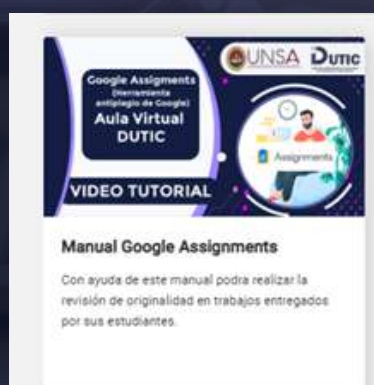 UNSA DUTIC
Google Assigments
(Herramienta
antiplagio de Google)
Aula Virtual
DUTIC
Assignments
VIDEO TUTORIAL
Manual Google Assignments
Con ayuda de este manual podra realizar la
revisión de originalidad en trabajos entregados
por sus estudiantes.